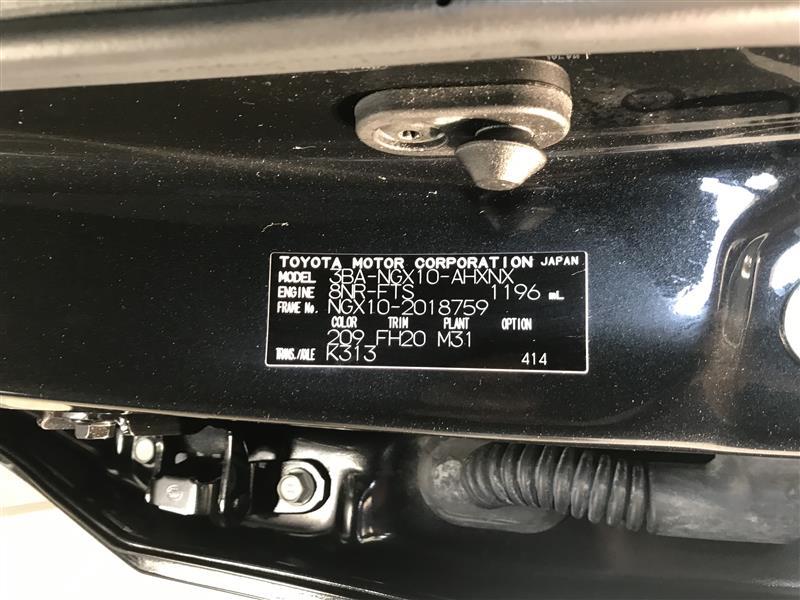 TOYOTA MOTOR CORPORATION JAPAN
MODEL 3BA-NGX10-AHXNX
ENGINE 8NR-FTS 1196 mL
FRAME No. NGX10-2018759
COLOR TRIM PLANT OPTION
209 FH20 M31
TRANS./AXLE K313 414